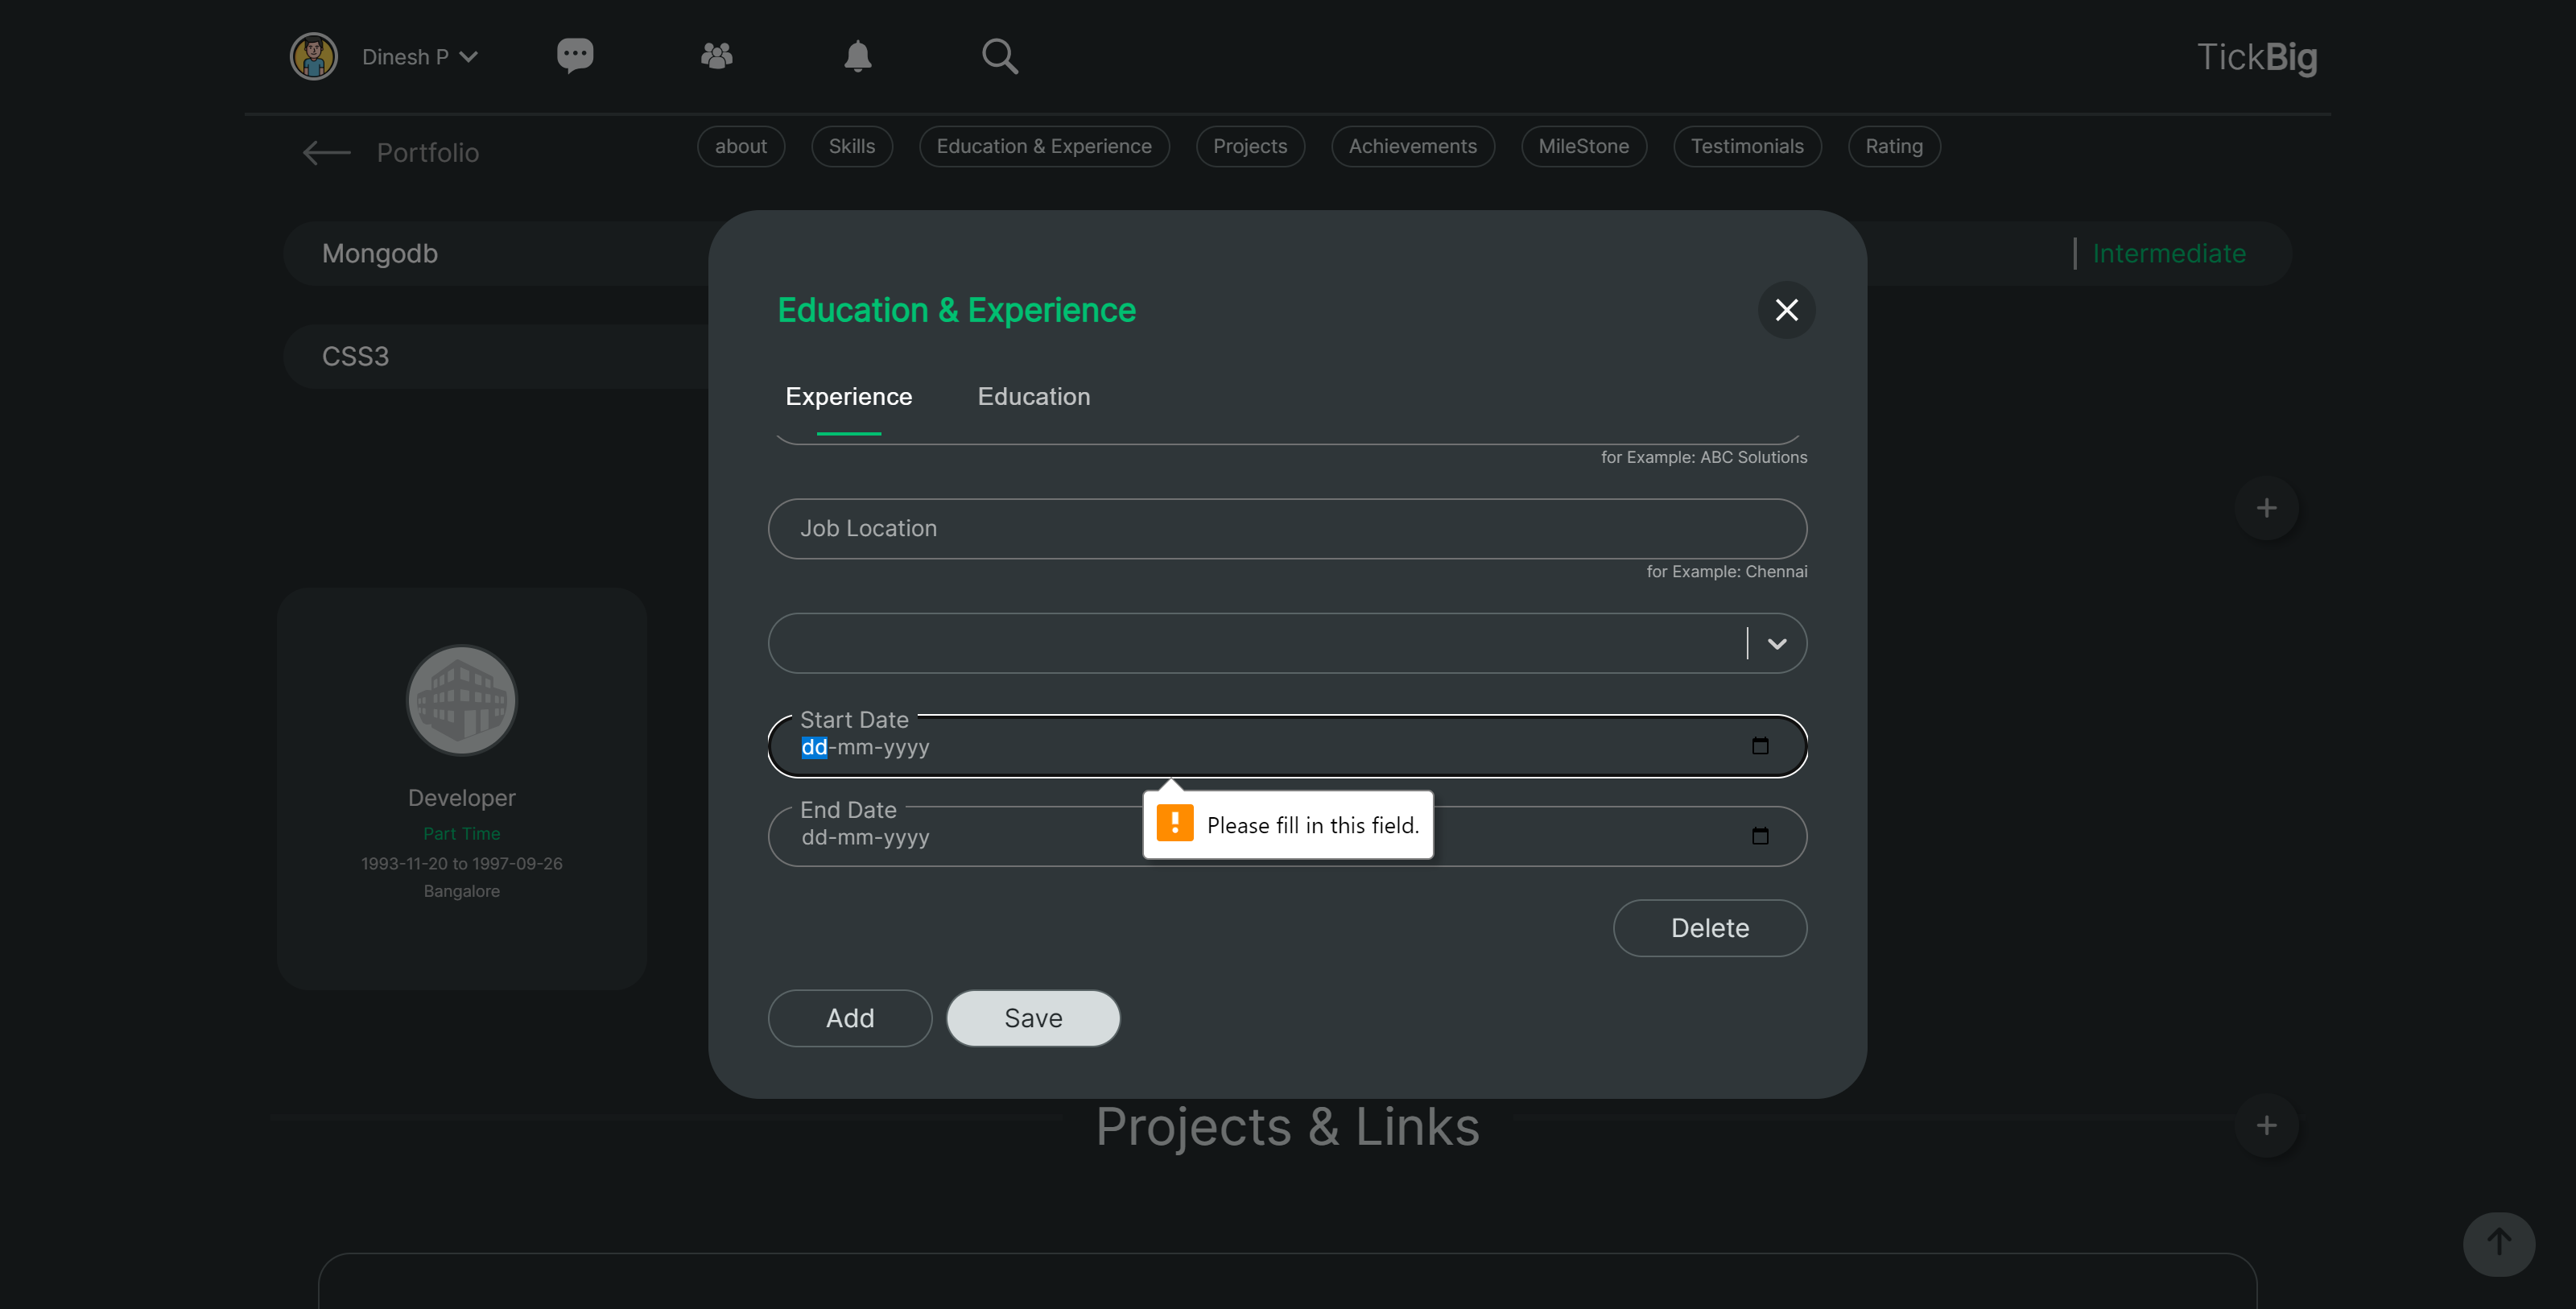 Dinesh P
TickBig
Portfolio
about
Skills
Education & Experience
Projects
Achievements
MileStone
Testimonials
Rating
Mongodb
Intermediate
CSS3
Education & Experience
Experience
Education
for Example: ABC Solutions
Job Location
for Example: Chennai
Start Date
dd-mm-yyyy
Please fill in this field.
End Date
dd-mm-yyyy
Delete
Add
Save
Developer
Part Time
1993-11-20 to 1997-09-26
Bangalore
Projects & Links